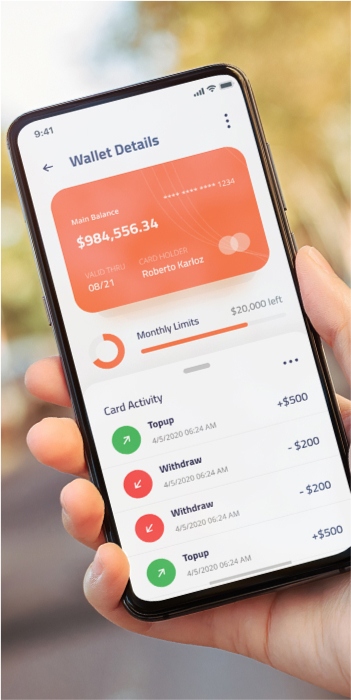 9:41
Wallet Details
**** **** **** 1234
Main Balance
$984,556.34
VALID THRU
CARD HOLDER
08/21
Roberto Karloz
Monthly Limits
$20,000 left
Card Activity
Topup
+$500
4/5/2020 06:24 AM
Withdraw
- $200
4/5/2020 06:24 AM
Withdraw
- $200
4/5/2020 06:24 AM
Topup
+$500
4/5/2020 06:24 AM